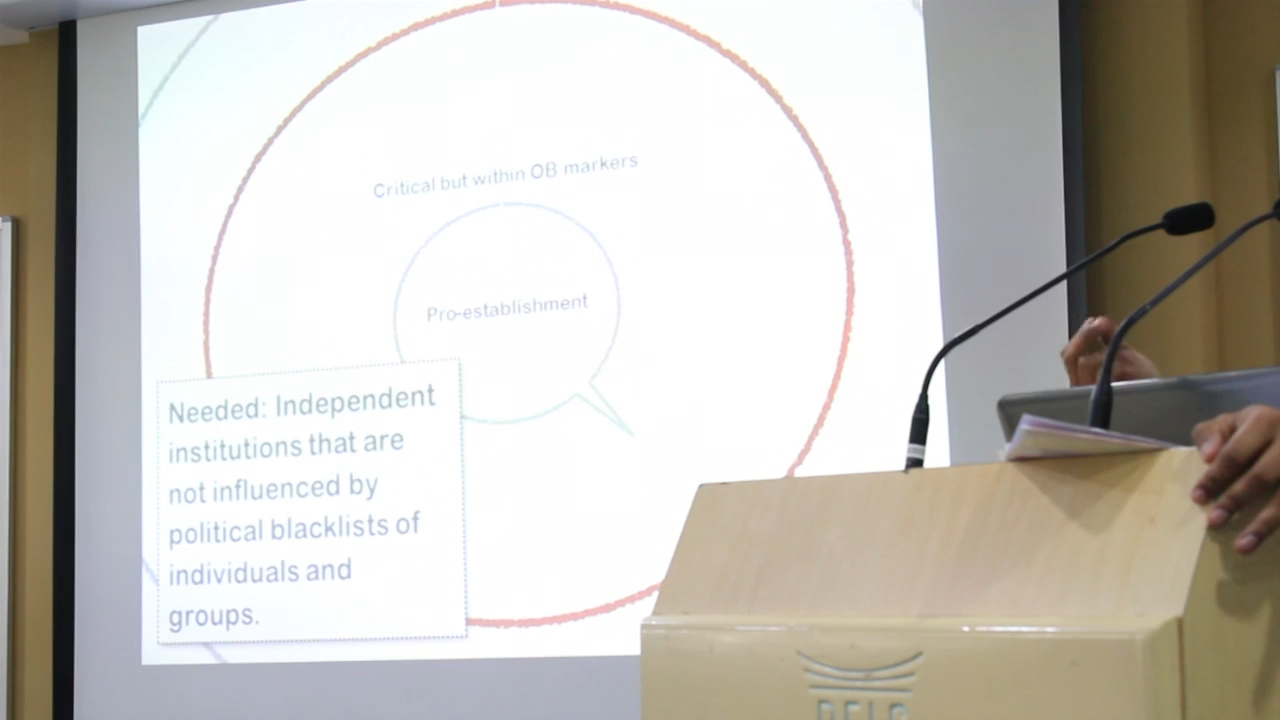 Critical but within OB markers
Pro-establishment
Needed: Independent
institutions that are
not influenced by
political blacklists of
individuals and
groups.